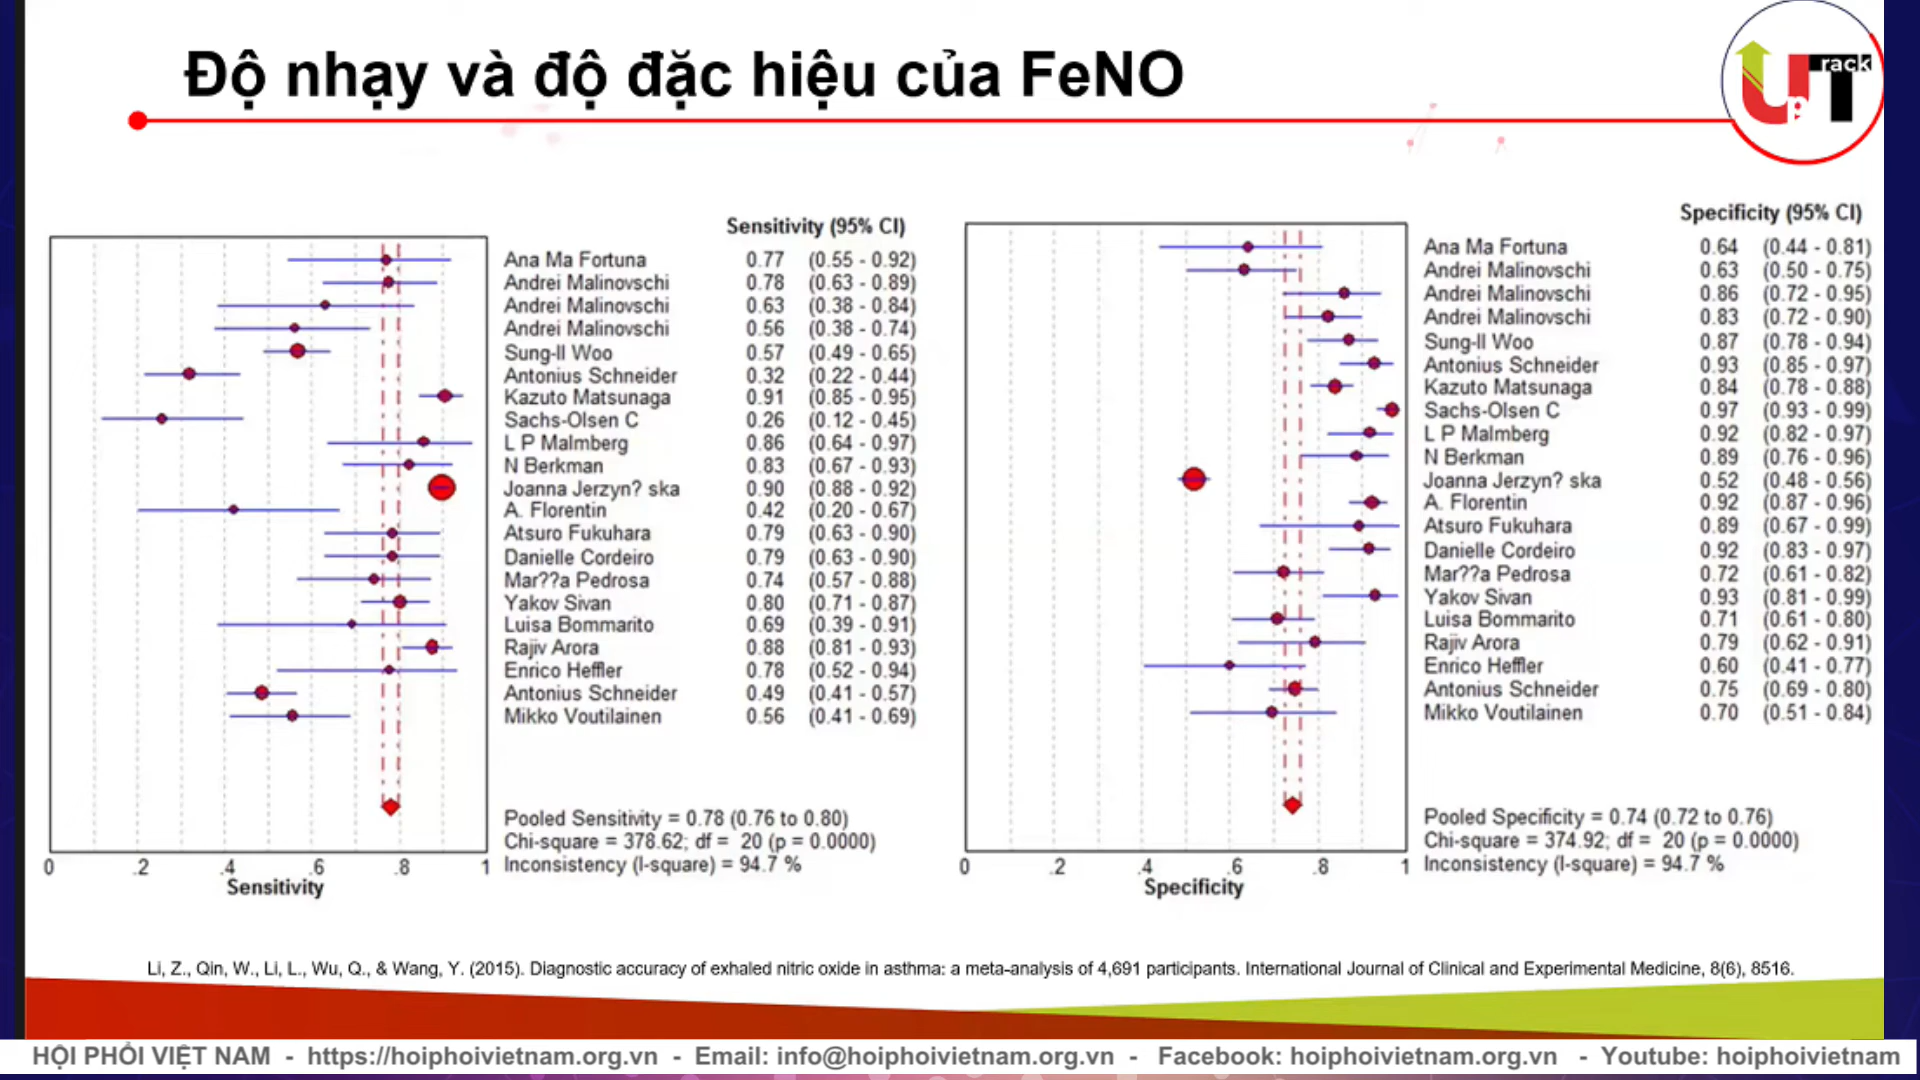 Độ nhạy và độ đặc hiệu của FeNO
UpTrack
Sensitivity (95% CI)
Ana Ma Fortuna 0.77 (0.55 - 0.92)
Andrei Malinovschi 0.78 (0.63 - 0.89)
Andrei Malinovschi 0.63 (0.38 - 0.84)
Andrei Malinovschi 0.56 (0.38 - 0.74)
Sung-Il Woo 0.57 (0.49 - 0.65)
Antonius Schneider 0.32 (0.22 - 0.44)
Kazuto Matsunaga 0.91 (0.85 - 0.95)
Sachs-Olsen C 0.26 (0.12 - 0.45)
L P Malmberg 0.86 (0.64 - 0.97)
N Berkman 0.83 (0.67 - 0.93)
Joanna Jerzyn? ska 0.90 (0.88 - 0.92)
A. Florentin 0.42 (0.20 - 0.67)
Atsuro Fukuhara 0.79 (0.63 - 0.90)
Danielle Cordeiro 0.79 (0.63 - 0.90)
Mar??a Pedrosa 0.74 (0.57 - 0.88)
Yakov Sivan 0.80 (0.71 - 0.87)
Luisa Bommarito 0.69 (0.39 - 0.91)
Rajiv Arora 0.88 (0.81 - 0.93)
Enrico Heffler 0.78 (0.52 - 0.94)
Antonius Schneider 0.49 (0.41 - 0.57)
Mikko Voutilainen 0.56 (0.41 - 0.69)
Pooled Sensitivity = 0.78 (0.76 to 0.80)
Chi-square = 378.62; df = 20 (p = 0.0000)
Inconsistency (I-square) = 94.7 %
0 .2 .4 .6 .8 1
Sensitivity
Specificity (95% CI)
Ana Ma Fortuna 0.64 (0.44 - 0.81)
Andrei Malinovschi 0.63 (0.50 - 0.75)
Andrei Malinovschi 0.86 (0.72 - 0.95)
Andrei Malinovschi 0.83 (0.72 - 0.90)
Sung-Il Woo 0.87 (0.78 - 0.94)
Antonius Schneider 0.93 (0.85 - 0.97)
Kazuto Matsunaga 0.84 (0.78 - 0.88)
Sachs-Olsen C 0.97 (0.93 - 0.99)
L P Malmberg 0.92 (0.82 - 0.97)
N Berkman 0.89 (0.76 - 0.96)
Joanna Jerzyn? ska 0.52 (0.48 - 0.56)
A. Florentin 0.92 (0.87 - 0.96)
Atsuro Fukuhara 0.89 (0.67 - 0.99)
Danielle Cordeiro 0.92 (0.83 - 0.97)
Mar??a Pedrosa 0.72 (0.61 - 0.82)
Yakov Sivan 0.93 (0.81 - 0.99)
Luisa Bommarito 0.71 (0.61 - 0.80)
Rajiv Arora 0.79 (0.62 - 0.91)
Enrico Heffler 0.60 (0.41 - 0.77)
Antonius Schneider 0.75 (0.69 - 0.80)
Mikko Voutilainen 0.70 (0.51 - 0.84)
Pooled Specificity = 0.74 (0.72 to 0.76)
Chi-square = 374.92; df = 20 (p = 0.0000)
Inconsistency (I-square) = 94.7 %
0 .2 .4 .6 .8 1
Specificity
Li, Z., Qin, W., Li, L., Wu, Q., & Wang, Y. (2015). Diagnostic accuracy of exhaled nitric oxide in asthma: a meta-analysis of 4,691 participants. International Journal of Clinical and Experimental Medicine, 8(6), 8516.
HỘI PHỔI VIỆT NAM - https://hoiphoivietnam.org.vn - Email: info@hoiphoivietnam.org.vn - Facebook: hoiphoivietnam.org.vn - Youtube: hoiphoivietnam